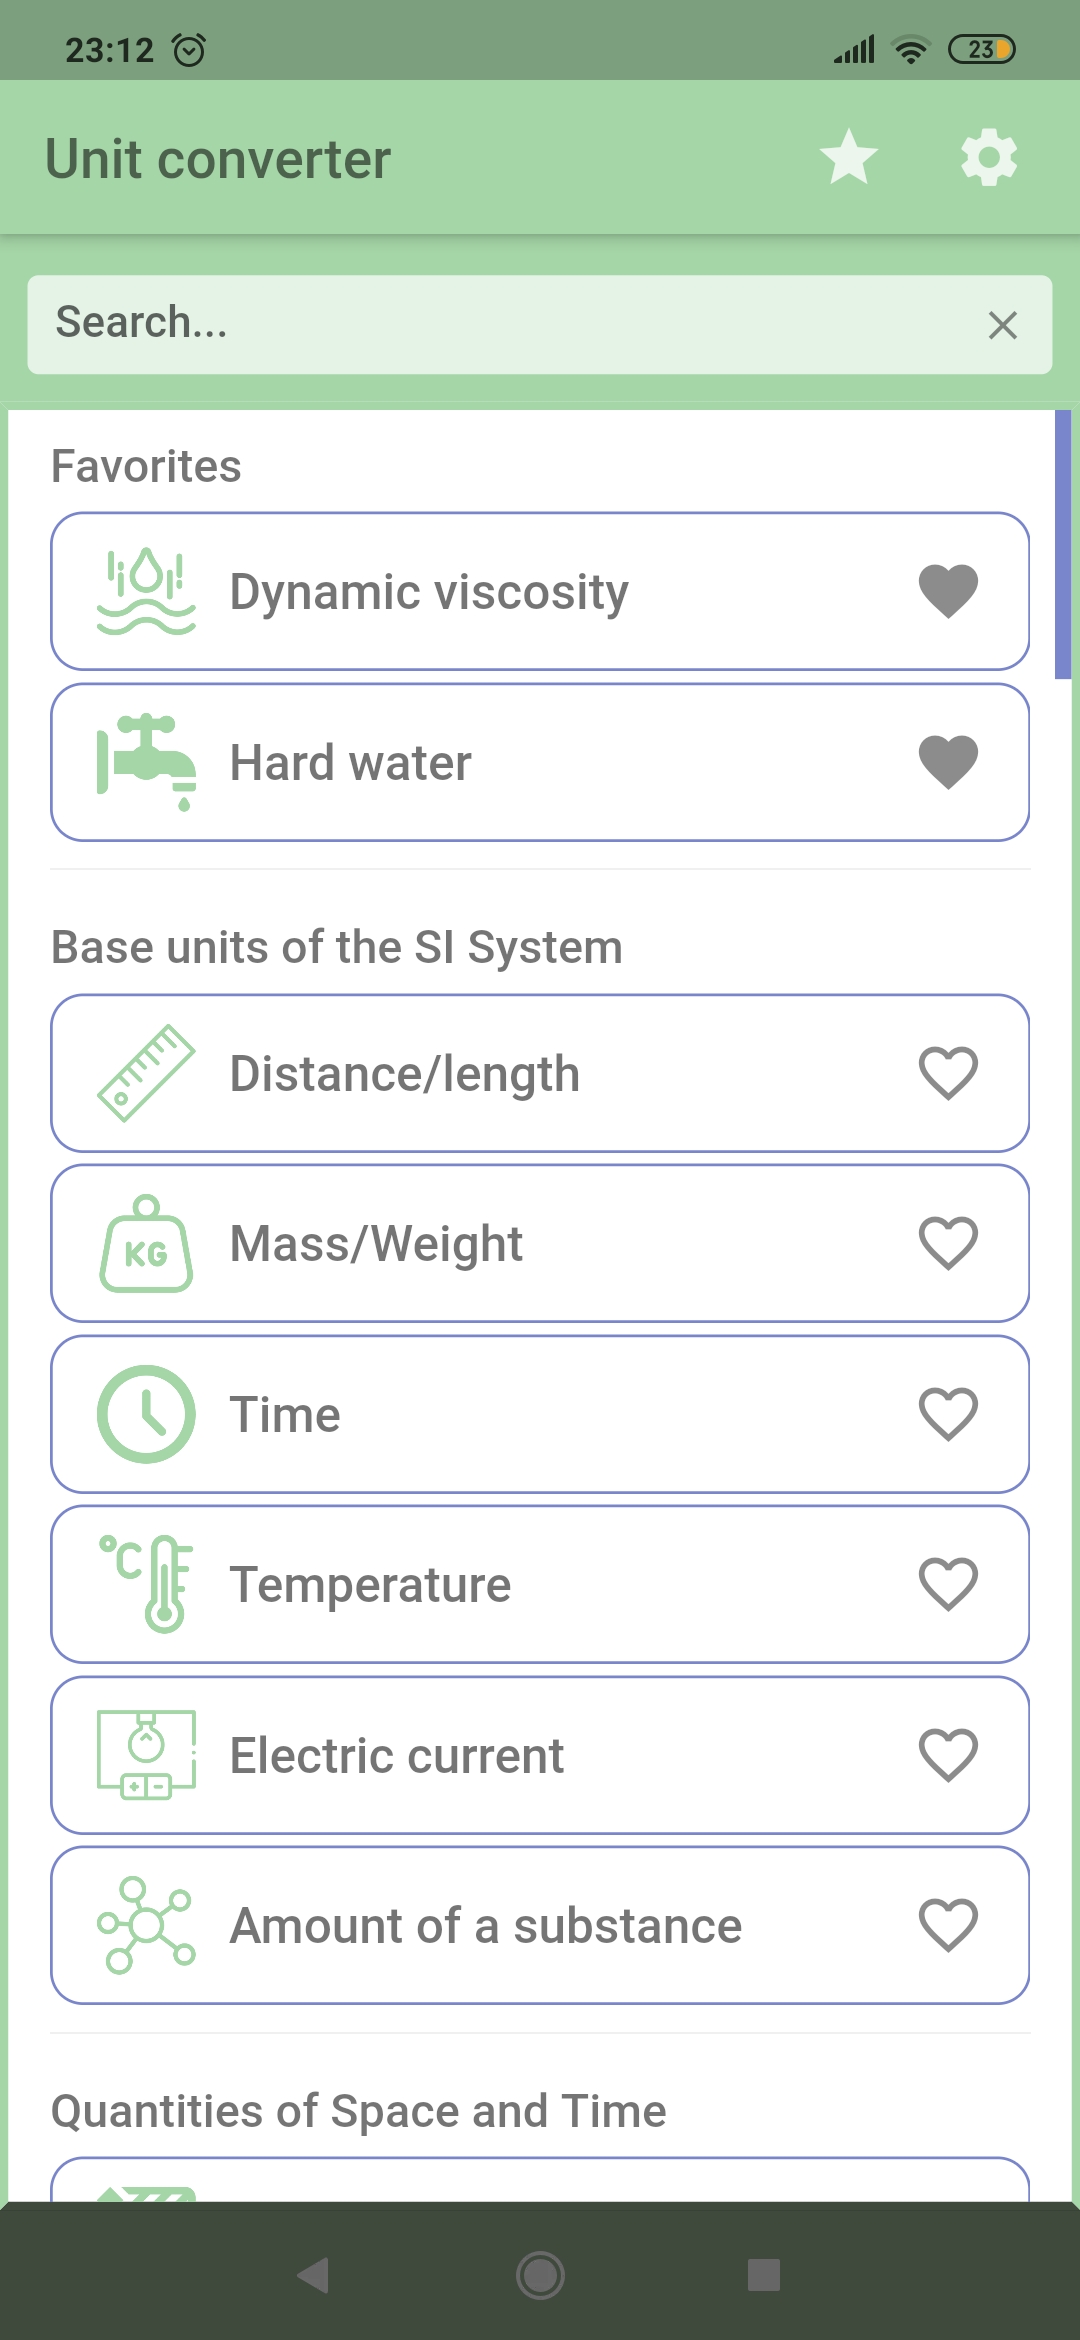 23:12
23
Unit converter
Search...
Favorites
Dynamic viscosity
Hard water
Base units of the SI System
Distance/length
KG
Mass/Weight
Time
°C
Temperature
Electric current
Amount of a substance
Quantities of Space and Time